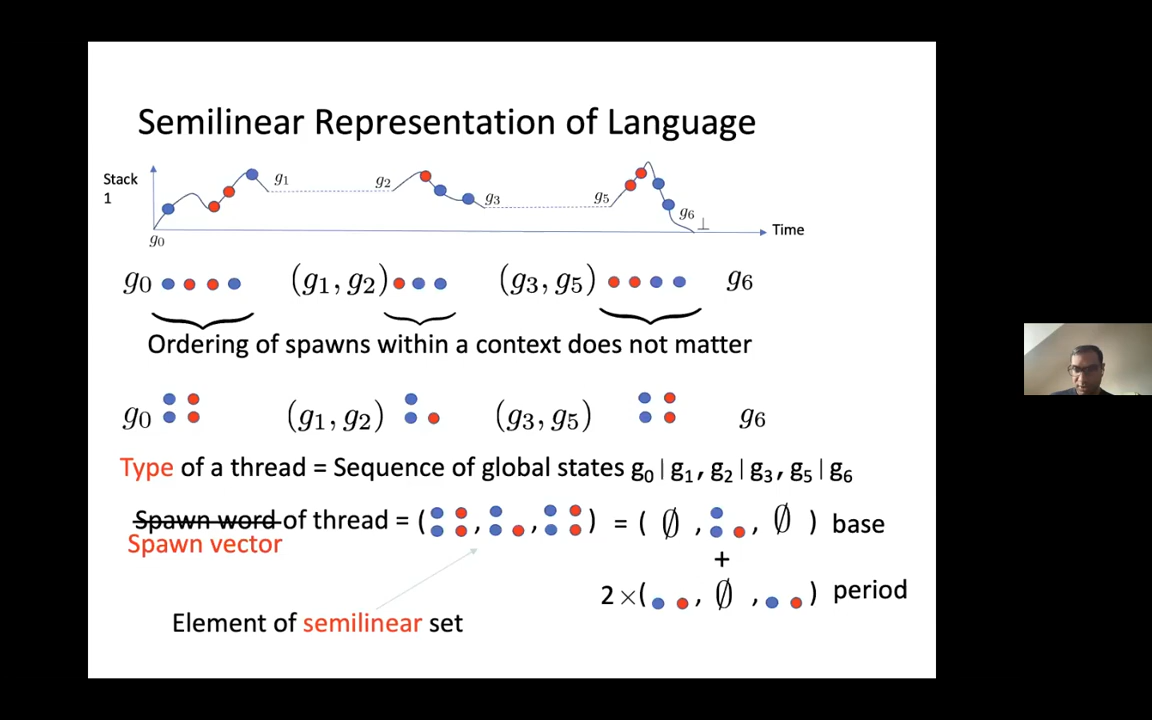 Semilinear Representation of Language
Stack
1
g1
g2
g3
g5
g6
⊥
Time
g0
g0 (g1, g2) (g3, g5) g6
Ordering of spawns within a context does not matter
g0 (g1, g2) (g3, g5) g6
Type of a thread = Sequence of global states g0|g1, g2|g3, g5|g6
Spawn word of thread = ( , , ) = ( ∅ , , ∅ ) base
Spawn vector
+
2 ×( , ∅ , ) period
Element of semilinear set